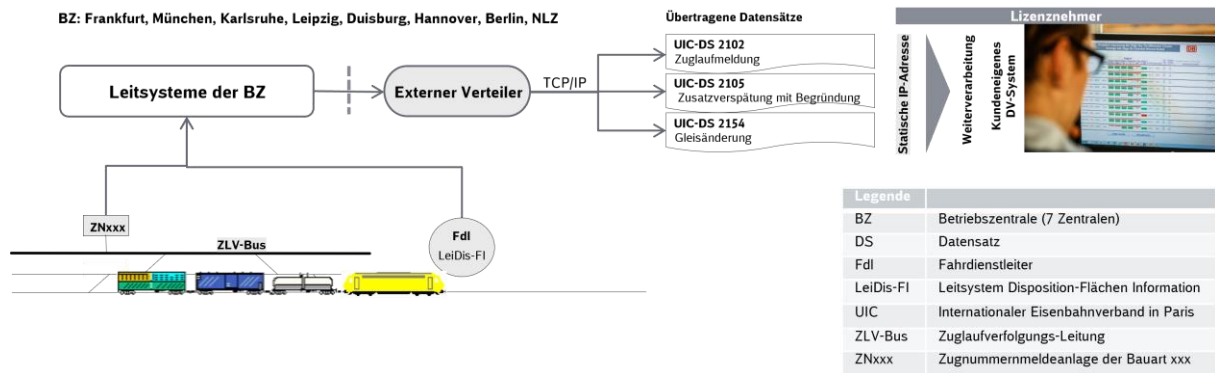 BZ: Frankfurt, München, Karlsruhe, Leipzig, Duisburg, Hannover, Berlin, NLZ
Leitsysteme der BZ
Externer Verteiler
TCP/IP
ZNxxx
ZLV-Bus
Fdl
LeiDis-FI
Übertragene Datensätze
UIC-DS 2102
Zuglaufmeldung
UIC-DS 2105
Zusatzverspätung mit Begründung
UIC-DS 2154
Gleisänderung
Lizenznehmer
Statische IP-Adresse
Weiterverarbeitung
Kundeneigenes
DV-System
DB
Legende
BZ Betriebszentrale (7 Zentralen)
DS Datensatz
Fdl Fahrdienstleiter
LeiDis-FI Leitsystem Disposition-Flächen Information
UIC Internationaler Eisenbahnverband in Paris
ZLV-Bus Zuglaufverfolgungs-Leitung
ZNxxx Zugnummernmeldeanlage der Bauart xxx